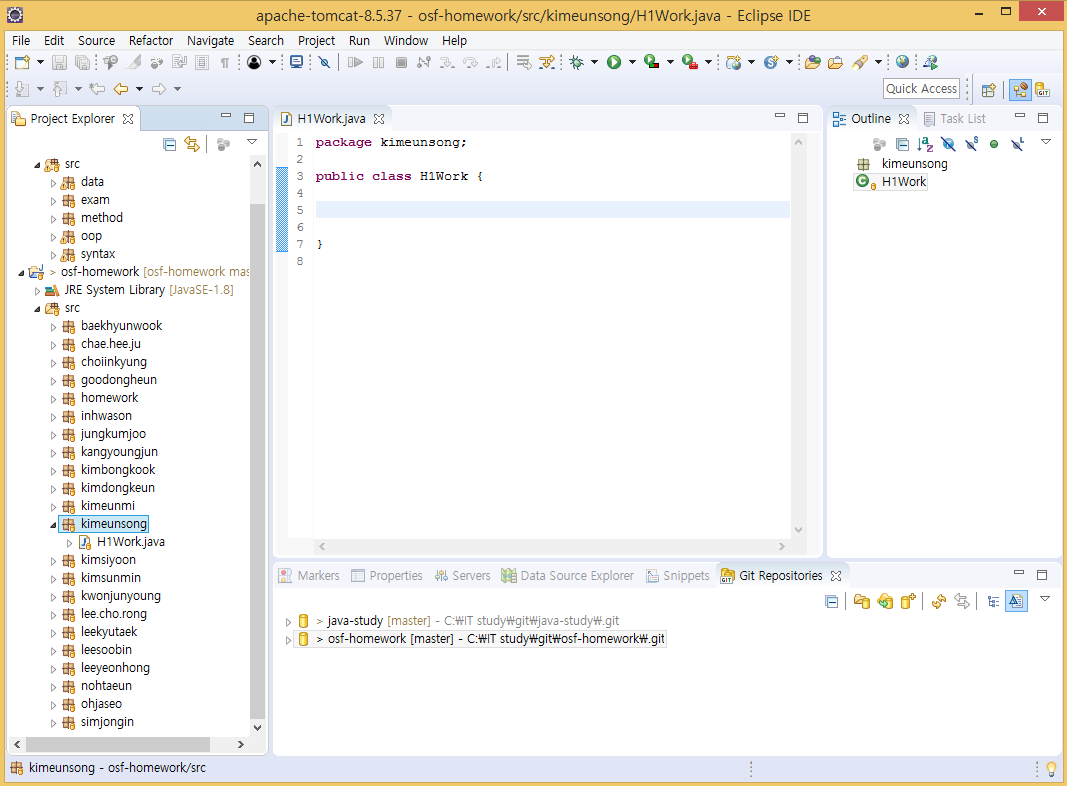 apache-tomcat-8.5.37 - osf-homework/src/kimeunsong/H1Work.java - Eclipse IDE
File Edit Source Refactor Navigate Search Project Run Window Help
Quick Access
Project Explorer
src
data
exam
method
oop
syntax
> osf-homework [osf-homework mas
JRE System Library [JavaSE-1.8]
src
baekhyunwook
chae.hee.ju
choiinkyung
goodongheun
homework
inhwason
jungkumjoo
kangyoungjun
kimbongkook
kimdongkeun
kimeunmi
kimeunsong
H1Work.java
kimsiyoon
kimsunmin
kwonjunyoung
lee.cho.rong
leekyutaek
leesoobin
leeyeonhong
nohtaeun
ohjaseo
simjongin
H1Work.java
1 package kimeunsong;
2
3 public class H1Work {
4
5
6
7 }
8
Outline Task List
kimeunsong
H1Work
Markers Properties Servers Data Source Explorer Snippets Git Repositories
> java-study [master] - C:₩IT study₩git₩java-study₩.git
> osf-homework [master] - C:₩IT study₩git₩osf-homework₩.git
kimeunsong - osf-homework/src